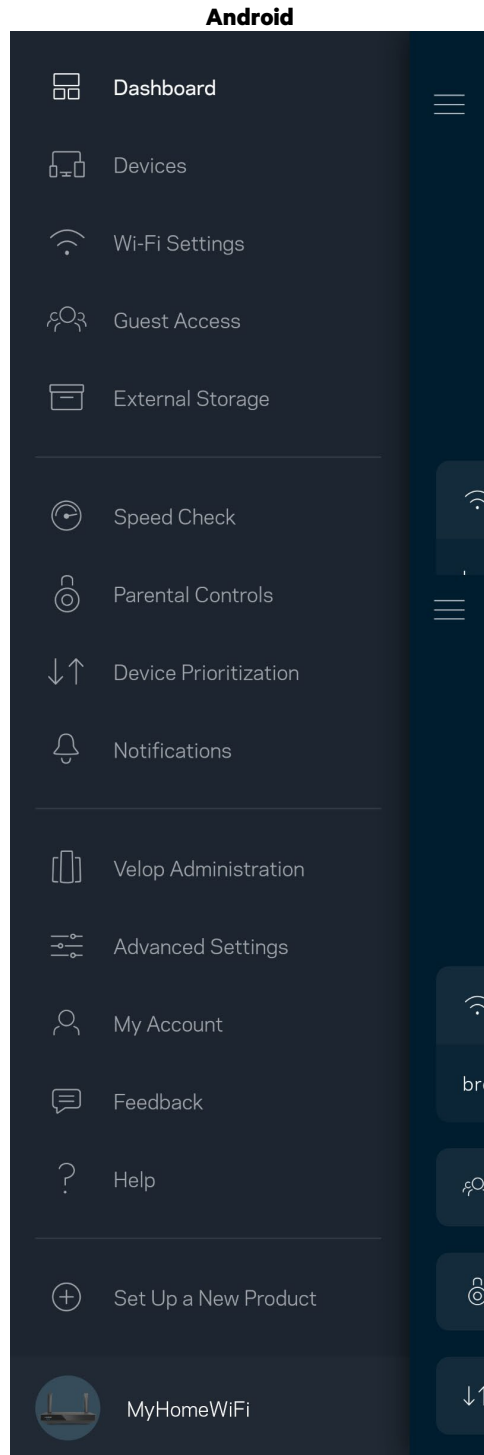 Android
Dashboard
Devices
Wi-Fi Settings
Guest Access
External Storage
Speed Check
Parental Controls
Device Prioritization
Notifications
Velop Administration
Advanced Settings
My Account
bre
Feedback
Help
Set Up a New Product
MyHomeWiFi